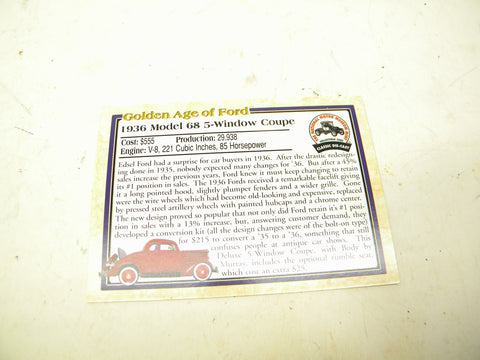 Golden Age of Ford
1936 Model 68 5-Window Coupe
Cost: $555 Production: 29,938
Engine: V-8, 221 Cubic Inches, 85 Horsepower
CLASSIC DIE-CAST
Edsel Ford had a surprise for car buyers in 1936. After the drastic redesign-
ing done in 1935, nobody expected many changes for '36. But after a 45%
sales increase the previous years, Ford knew it must keep changing to retain
its #1 position in sales. The 1936 Fords received a remarkable facelift giving
it a long pointed hood, slightly plumper fenders and a wider grille. Gone
were the wire wheels which had become old-looking and expensive, replaced
by pressed steel artillery wheels with painted hubcaps and a chrome center.
The new design proved so popular that not only did Ford retain it's #1 posi-
tion in sales with a 13% increase, but, answering customer demand, they
developed a conversion kit (all the design changes were of the bolt-on type)
for $215 to convert a '35 to a '36, something that still
confuses people at antique car shows. This
Deluxe 5-Window Coupe, with Body by
Murray, includes the optional rumble seat,
which cost an extra $25.